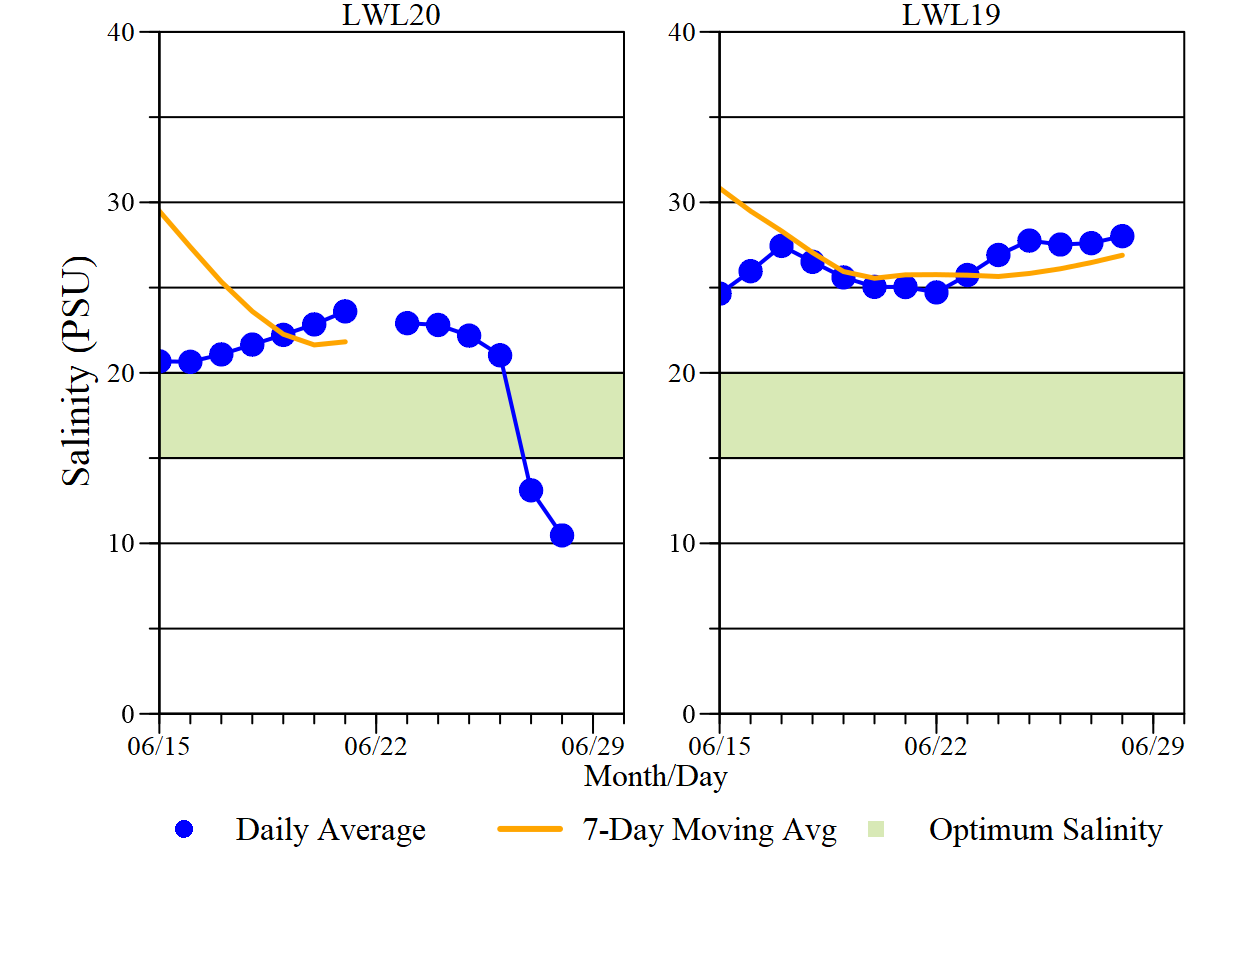 LWL20 LWL19
40 40
30 30
20 20
10 10
0 0
Salinity (PSU)
06/15 06/22 06/29 06/15 06/22 06/29
Month/Day
Daily Average 7-Day Moving Avg Optimum Salinity